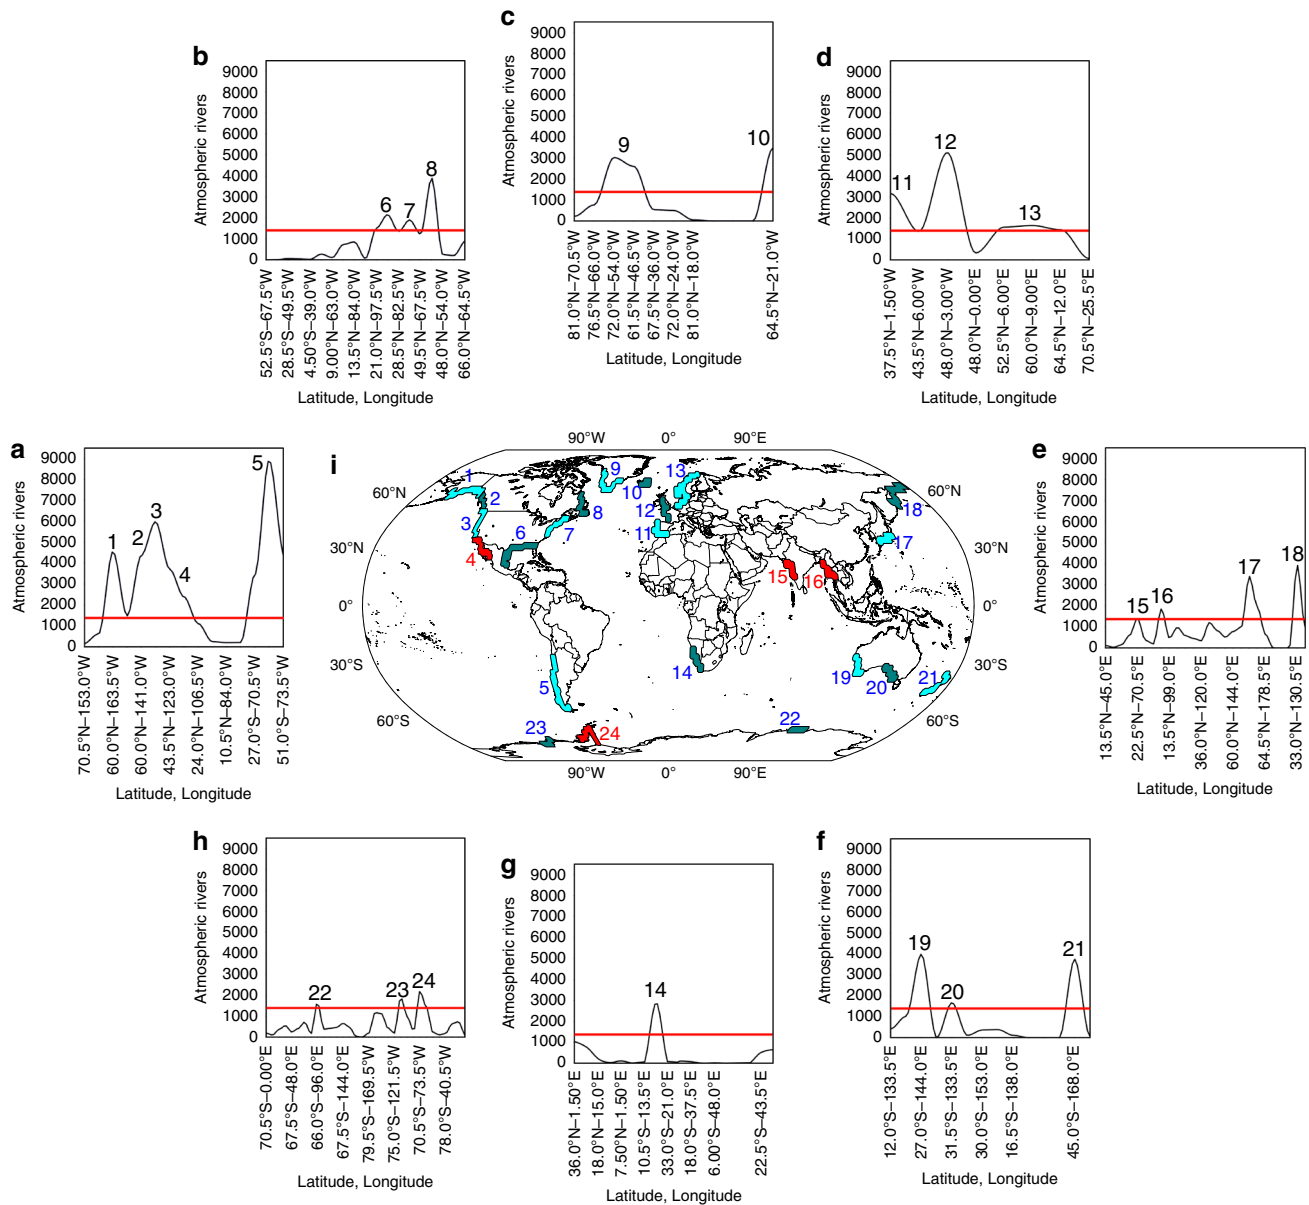 b
9000
8000
7000
6000
5000
4000
3000
2000
1000
0
Atmospheric rivers
6
7
8
52.5°S–67.5°W
28.5°S–49.5°W
4.50°S–39.0°W
9.00°N–63.0°W
13.5°N–84.0°W
21.0°N–97.5°W
28.5°N–82.5°W
49.5°N–67.5°W
48.0°N–54.0°W
66.0°N–64.5°W
Latitude, Longitude
c
9000
8000
7000
6000
5000
4000
3000
2000
1000
0
Atmospheric rivers
9
10
81.0°N–70.5°W
76.5°N–66.0°W
72.0°N–54.0°W
61.5°N–46.5°W
67.5°N–36.0°W
72.0°N–24.0°W
81.0°N–18.0°W
64.5°N–21.0°W
Latitude, Longitude
d
9000
8000
7000
6000
5000
4000
3000
2000
1000
0
Atmospheric rivers
11
12
13
37.5°N–1.50°W
43.5°N–6.00°W
48.0°N–3.00°W
48.0°N–0.00°E
52.5°N–6.00°E
60.0°N–9.00°E
64.5°N–12.0°E
70.5°N–25.5°E
Latitude, Longitude
a
9000
8000
7000
6000
5000
4000
3000
2000
1000
0
Atmospheric rivers
1
2
3
4
5
70.5°N–153.0°W
60.0°N–163.5°W
60.0°N–141.0°W
43.5°N–123.0°W
24.0°N–106.5°W
10.5°N–84.0°W
27.0°S–70.5°W
51.0°S–73.5°W
Latitude, Longitude
i
90°W 0° 90°E
60°N 60°N
30°N 30°N
0° 0°
30°S 30°S
60°S 60°S
90°W 0° 90°E
1
2
3
4
5
6
7
8
9
10
11
12
13
14
15
16
17
18
19
20
21
22
23
24
e
9000
8000
7000
6000
5000
4000
3000
2000
1000
0
Atmospheric rivers
15
16
17
18
13.5°N–45.0°E
22.5°N–70.5°E
13.5°N–99.0°E
36.0°N–120.0°E
60.0°N–144.0°E
64.5°N–178.5°E
33.0°N–130.5°E
Latitude, Longitude
h
9000
8000
7000
6000
5000
4000
3000
2000
1000
0
Atmospheric rivers
22
23
24
70.5°S–0.00°E
67.5°S–48.0°E
66.0°S–96.0°E
67.5°S–144.0°E
79.5°S–169.5°W
75.0°S–121.5°W
70.5°S–73.5°W
78.0°S–40.5°W
Latitude, Longitude
g
9000
8000
7000
6000
5000
4000
3000
2000
1000
0
Atmospheric rivers
14
36.0°N–1.50°E
18.0°N–15.0°E
7.50°N–1.50°E
10.5°S–13.5°E
33.0°S–21.0°E
18.0°S–37.5°E
6.00°S–48.0°E
22.5°S–43.5°E
Latitude, Longitude
f
9000
8000
7000
6000
5000
4000
3000
2000
1000
0
Atmospheric rivers
19
20
21
12.0°S–133.5°E
27.0°S–144.0°E
31.5°S–133.5°E
30.0°S–153.0°E
16.5°S–138.0°E
45.0°S–168.0°E
Latitude, Longitude